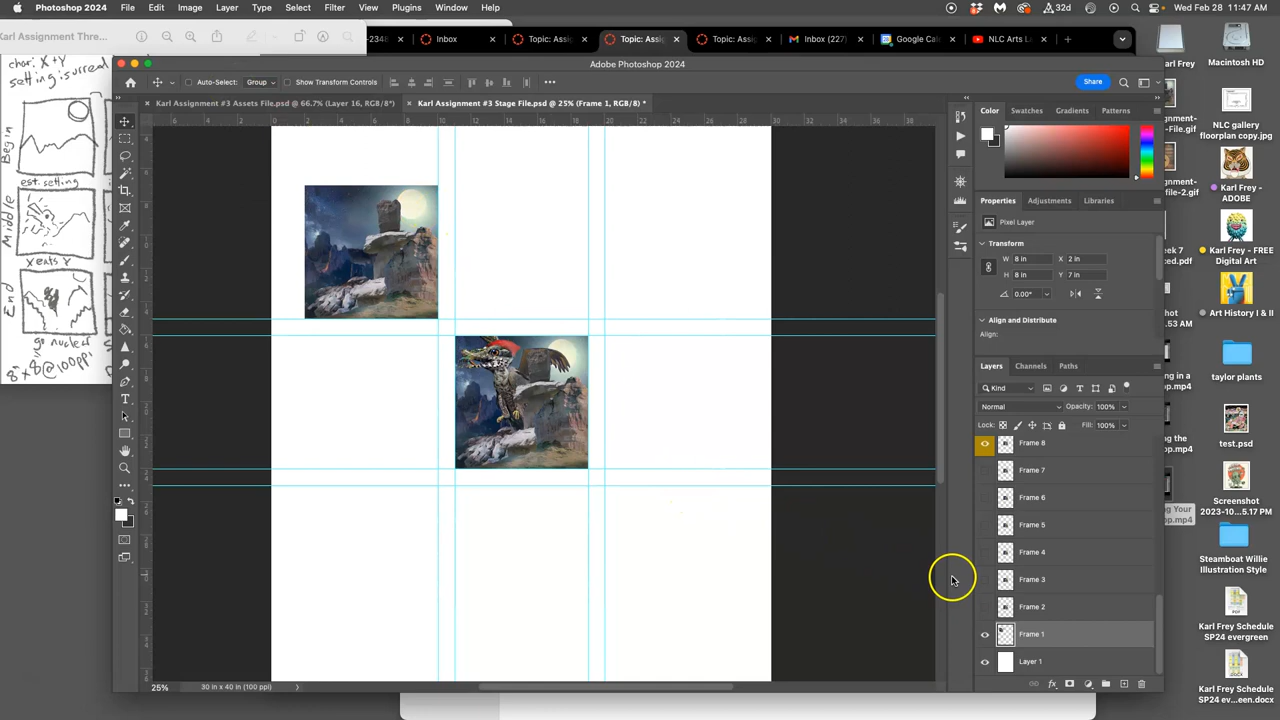 Photoshop 2024 File Edit Image Layer Type Select Filter View Plugins Window Help 32d Wed Feb 28 11:47 AM
Karl Assignment Thre...
Inbox Topic: Assig Topic: Assig Topic: Assig Gmail (227) Google Cale NLC Arts L
Adobe Photoshop 2024
Auto-Select: Group Show Transform Controls Share
Karl Assignment #3 Assets File.psd @ 66.7% (Layer 16, RGB/8*)
Karl Assignment #3 Stage File.psd @ 25% (Frame 1, RGB/8) *
char: X + Y
setting is surreal
Begin
est. setting
Middle
X eats Y
End
go nuclear
8"x8"@100ppi
Color Swatches Gradients Patterns
Properties Adjustments Libraries
Pixel Layer
Transform
W 8 in X 2 in
H 8 in Y 7 in
0.00°
Align and Distribute
Align:
Layers Channels Paths
Kind
Normal Opacity: 100%
Lock: Fill: 100%
Frame 8
Frame 7
Frame 6
Frame 5
Frame 4
Frame 3
Frame 2
Frame 1
Layer 1
25% 30 in x 40 in (100 ppi)
Karl Frey
Macintosh HD
NLC gallery
floorplan copy.jpg
Karl Frey -
ADOBE
Karl Frey - FREE
Digital Art
Art History I & II
taylor plants
test.psd
Screenshot
2023-10...5.17 PM
Steamboat Willie
Illustration Style
Karl Frey Schedule
SP24 evergreen
Karl Frey Schedule
SP24 ev...een.docx